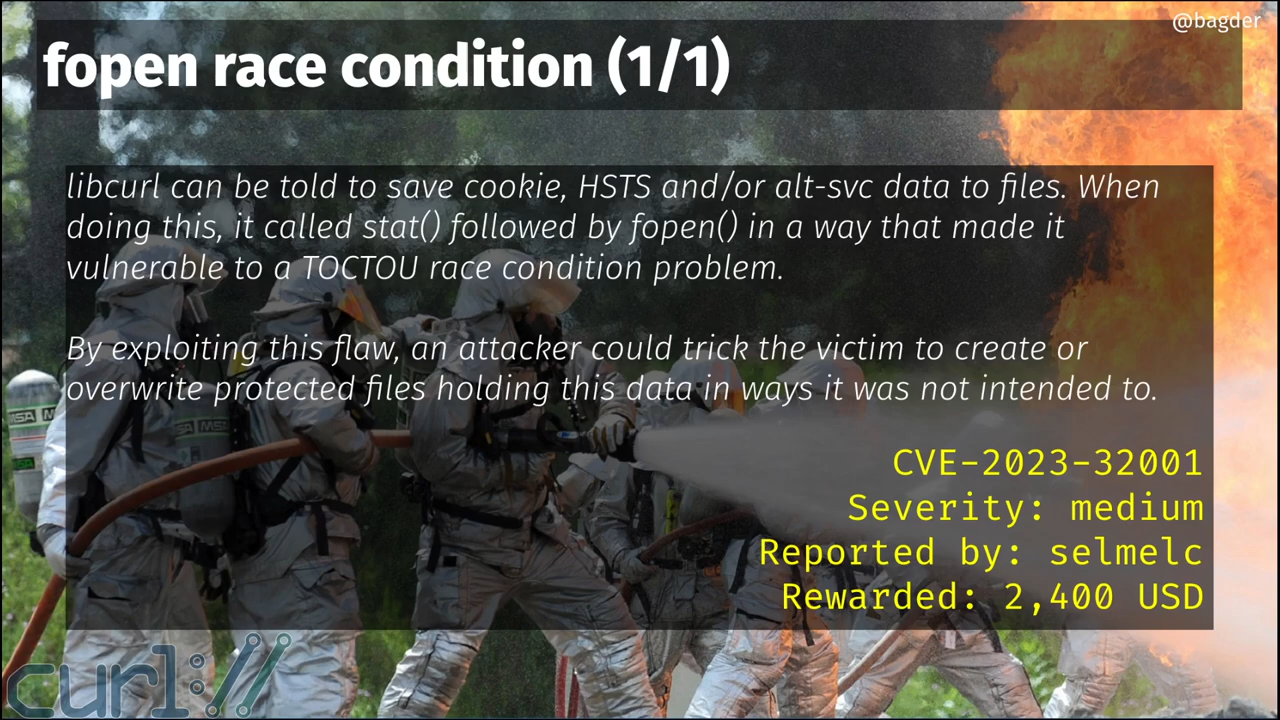 @bagder
fopen race condition (1/1)
libcurl can be told to save cookie, HSTS and/or alt-svc data to files. When
doing this, it called stat() followed by fopen() in a way that made it
vulnerable to a TOCTOU race condition problem.
By exploiting this flaw, an attacker could trick the victim to create or
overwrite protected files holding this data in ways it was not intended to.
MSA
MSA
CVE-2023-32001
Severity: medium
Reported by: selmelc
Rewarded: 2,400 USD
curl://